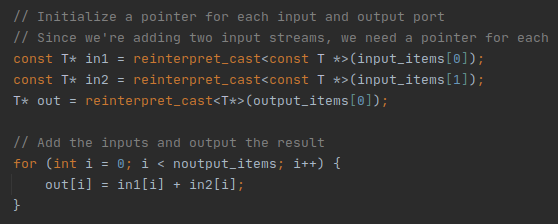 // Initialize a pointer for each input and output port
// Since we're adding two input streams, we need a pointer for each
const T* in1 = reinterpret_cast<const T *>(input_items[0]);
const T* in2 = reinterpret_cast<const T *>(input_items[1]);
T* out = reinterpret_cast<T*>(output_items[0]);

// Add the inputs and output the result
for (int i = 0; i < noutput_items; i++) {
    out[i] = in1[i] + in2[i];
}